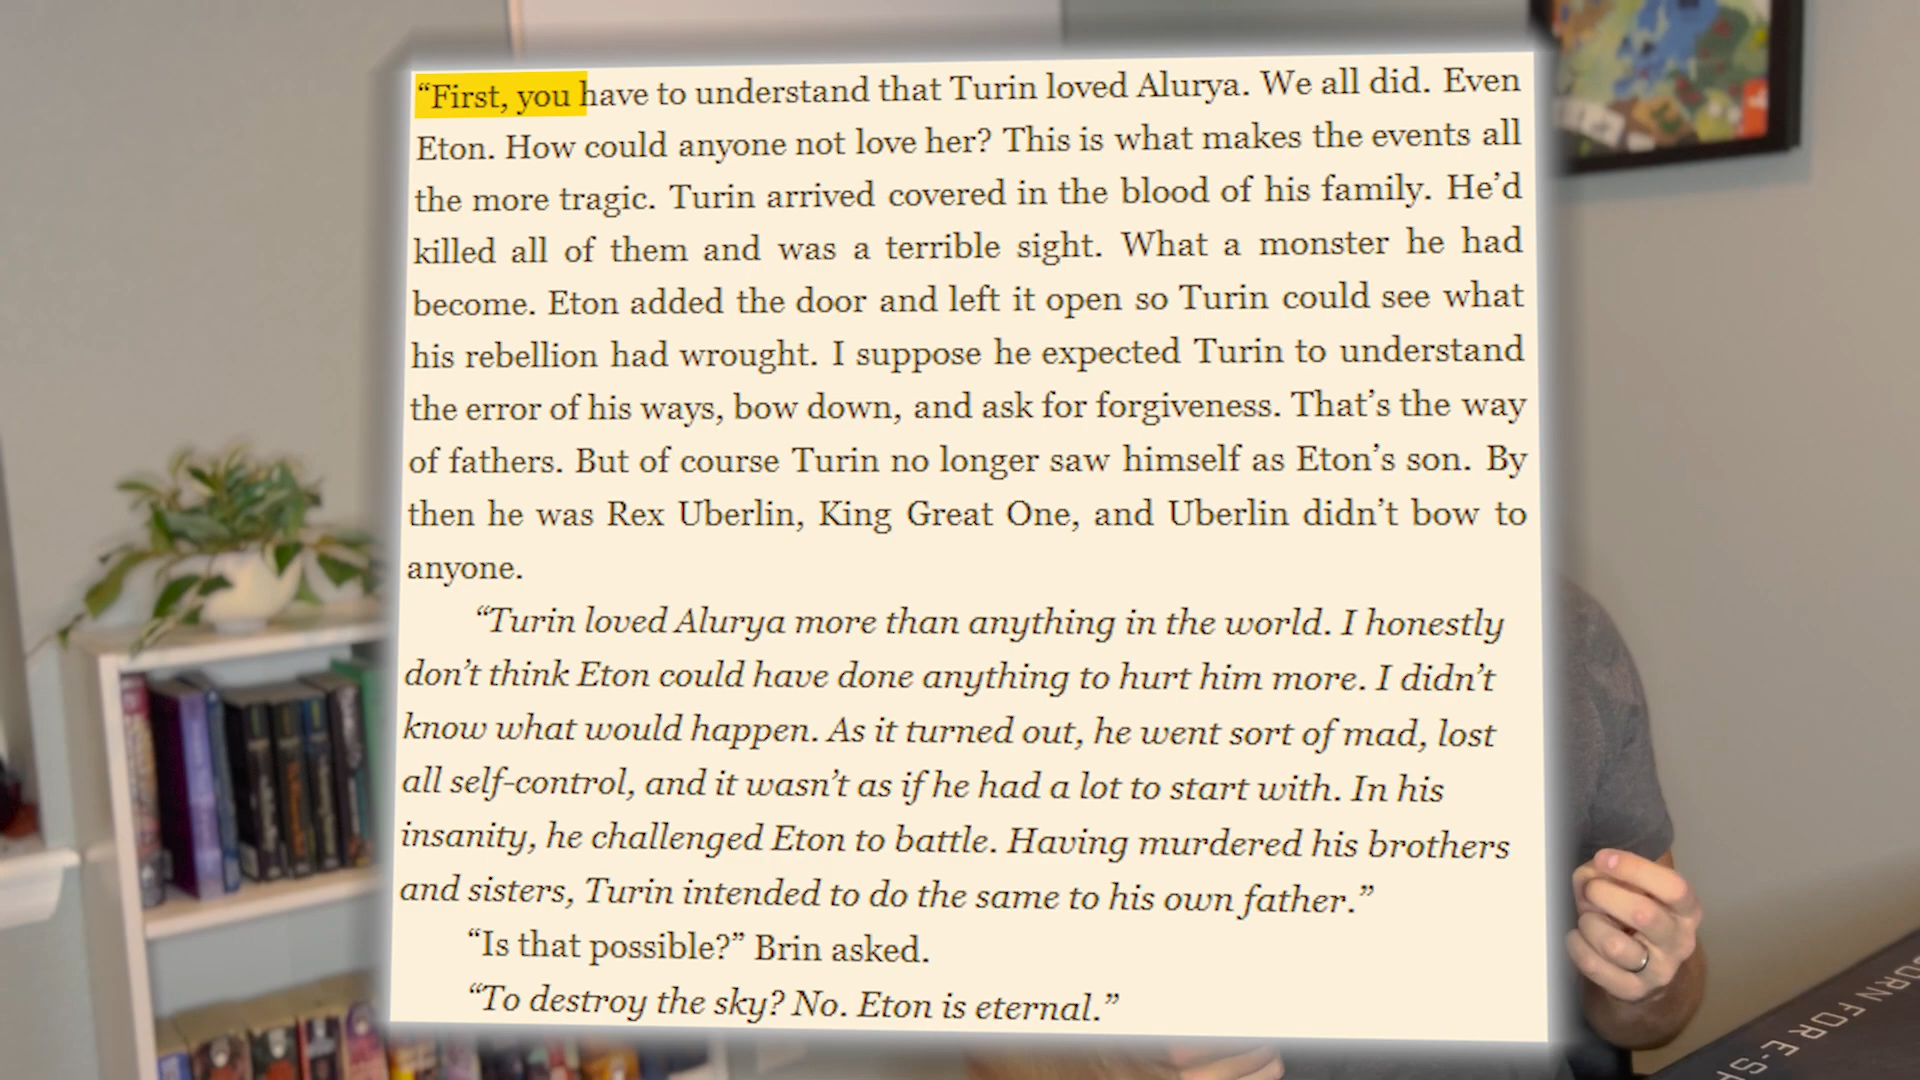 “First, you have to understand that Turin loved Alurya. We all did. Even
Eton. How could anyone not love her? This is what makes the events all
the more tragic. Turin arrived covered in the blood of his family. He’d
killed all of them and was a terrible sight. What a monster he had
become. Eton added the door and left it open so Turin could see what
his rebellion had wrought. I suppose he expected Turin to understand
the error of his ways, bow down, and ask for forgiveness. That’s the way
of fathers. But of course Turin no longer saw himself as Eton’s son. By
then he was Rex Uberlin, King Great One, and Uberlin didn’t bow to
anyone.
“Turin loved Alurya more than anything in the world. I honestly
don’t think Eton could have done anything to hurt him more. I didn’t
know what would happen. As it turned out, he went sort of mad, lost
all self-control, and it wasn’t as if he had a lot to start with. In his
insanity, he challenged Eton to battle. Having murdered his brothers
and sisters, Turin intended to do the same to his own father.”
“Is that possible?” Brin asked.
“To destroy the sky? No. Eton is eternal.”
FOR E-SP